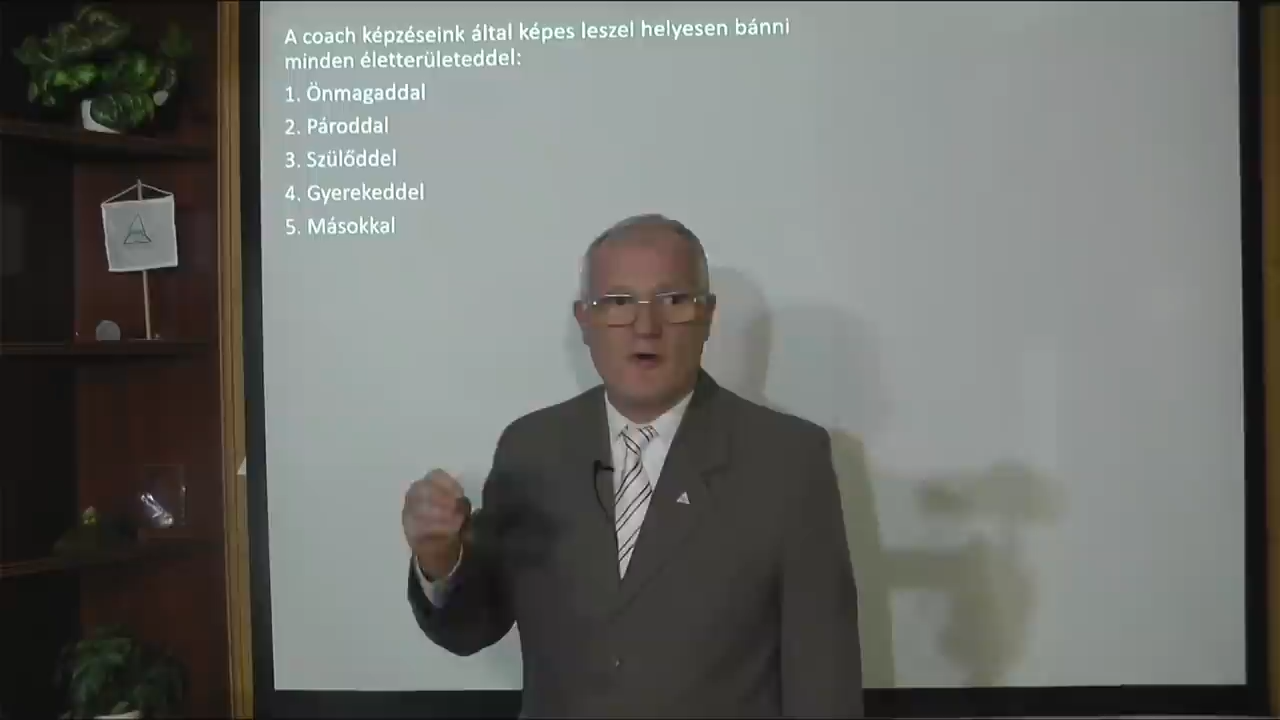 A coach képzéseink által képes leszel helyesen bánni
minden életterületeddel:
1. Önmagaddal
2. Pároddal
3. Szülőddel
4. Gyerekeddel
5. Másokkal